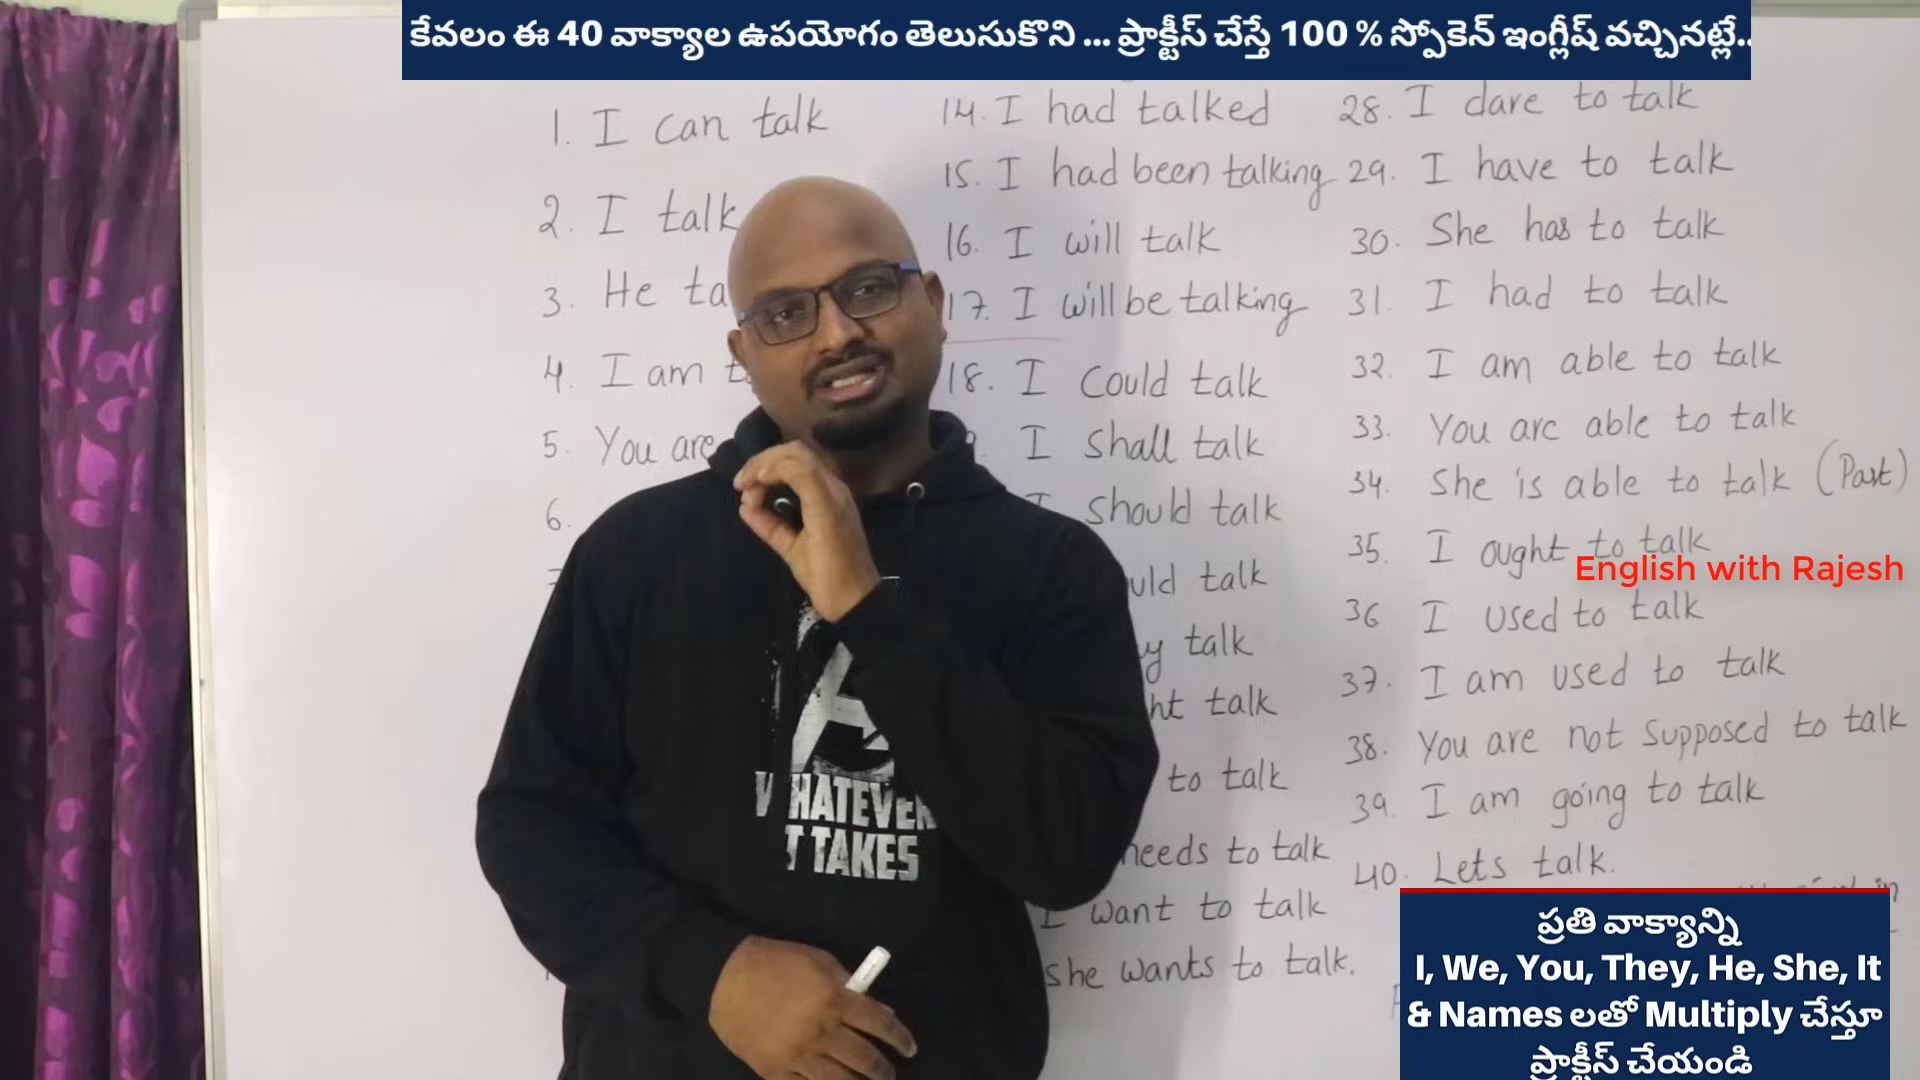 కేవలం ఈ 40 వాక్యాల ఉపయోగం తెలుసుకొని ... ప్రాక్టీస్ చేస్తే 100 % స్పోకెన్ ఇంగ్లీష్ వచ్చినట్లే..
1. I can talk
2. I talk
3. He ta
4. I am t
5. You are
6.
14. I had talked
15. I had been talking
16. I will talk
17. I will be talking
18. I Could talk
I shall talk
I should talk
uld talk
y talk
ht talk
to talk
needs to talk
I want to talk
she wants to talk.
28. I dare to talk
29. I have to talk
30. She has to talk
31. I had to talk
32. I am able to talk
33. You are able to talk
34. She is able to talk (Past)
35. I ought to talk
English with Rajesh
36 I used to talk
37. I am used to talk
38. You are not supposed to talk
39. I am going to talk
40. Lets talk.
ప్రతి వాక్యాన్ని
I, We, You, They, He, She, It
& Names లతో Multiply చేస్తూ
ప్రాక్టీస్ చేయండి
WHATEVER
IT TAKES